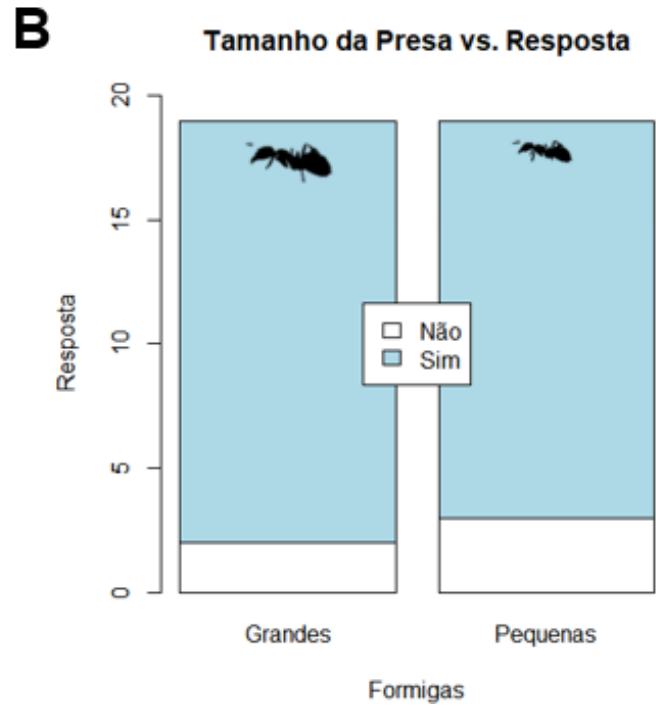 B
Tamanho da Presa vs. Resposta
20
15
10
5
0
Resposta
Não
Sim
Grandes
Pequenas
Formigas